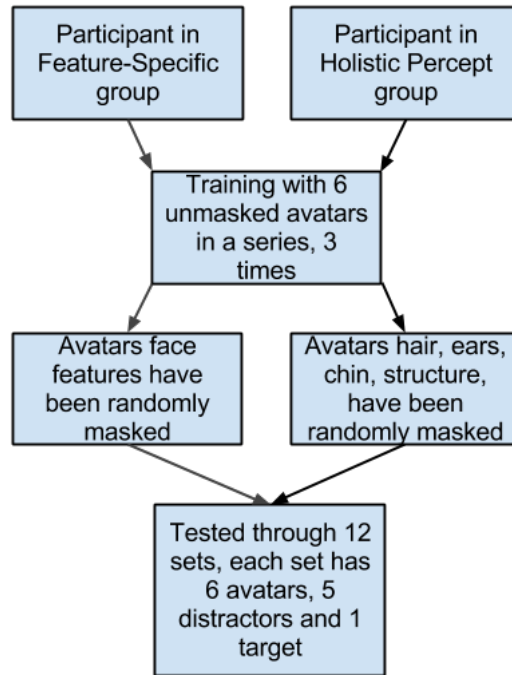 Participant in
Feature-Specific
group
Participant in
Holistic Percept
group
Training with 6
unmasked avatars
in a series, 3
times
Avatars face
features have
been randomly
masked
Avatars hair, ears,
chin, structure,
have been
randomly masked
Tested through 12
sets, each set has
6 avatars, 5
distractors and 1
target